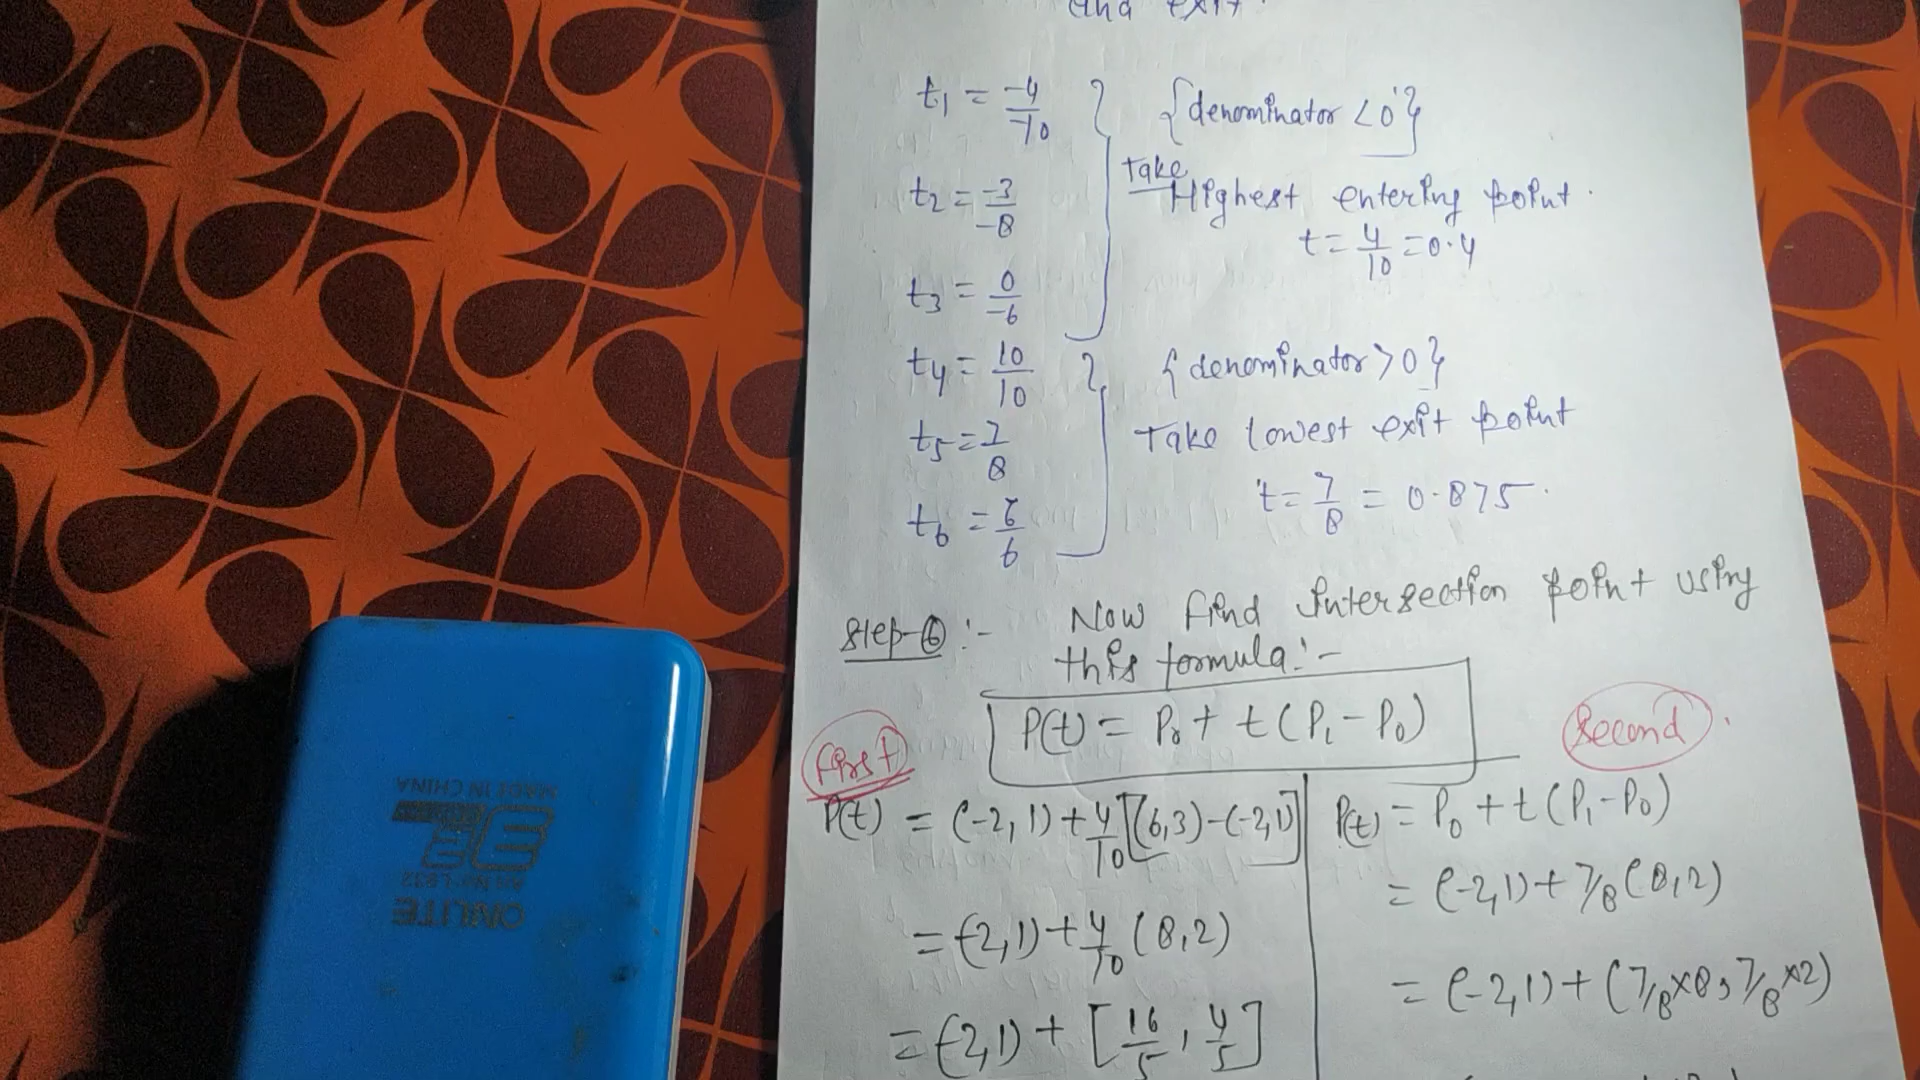 and exit.
t1 = -4/-10 } {denominator < 0}
Take Highest entering point.
t2 = -3/-8
t = 4/10 = 0.4
t3 = 0/-6
t4 = 10/10 } {denominator > 0}
t5 = 7/8 Take lowest exit point
t = 7/8 = 0.875.
t6 = 6/6
Step-6 :- Now find intersection point using
this formula:-
P(t) = P0 + t(P1 - P0)
First
Second
P(t) = (-2, 1) + 4/10 [(6,3) - (-2,1)]
= (-2,1) + 4/10 (8,2)
= (-2,1) + [16/5, 4/5]
P(t) = P0 + t(P1 - P0)
= (-2,1) + 7/8 (8,2)
= (-2,1) + (7/8×8, 7/8×2)
MADE IN CHINA
ONLITE